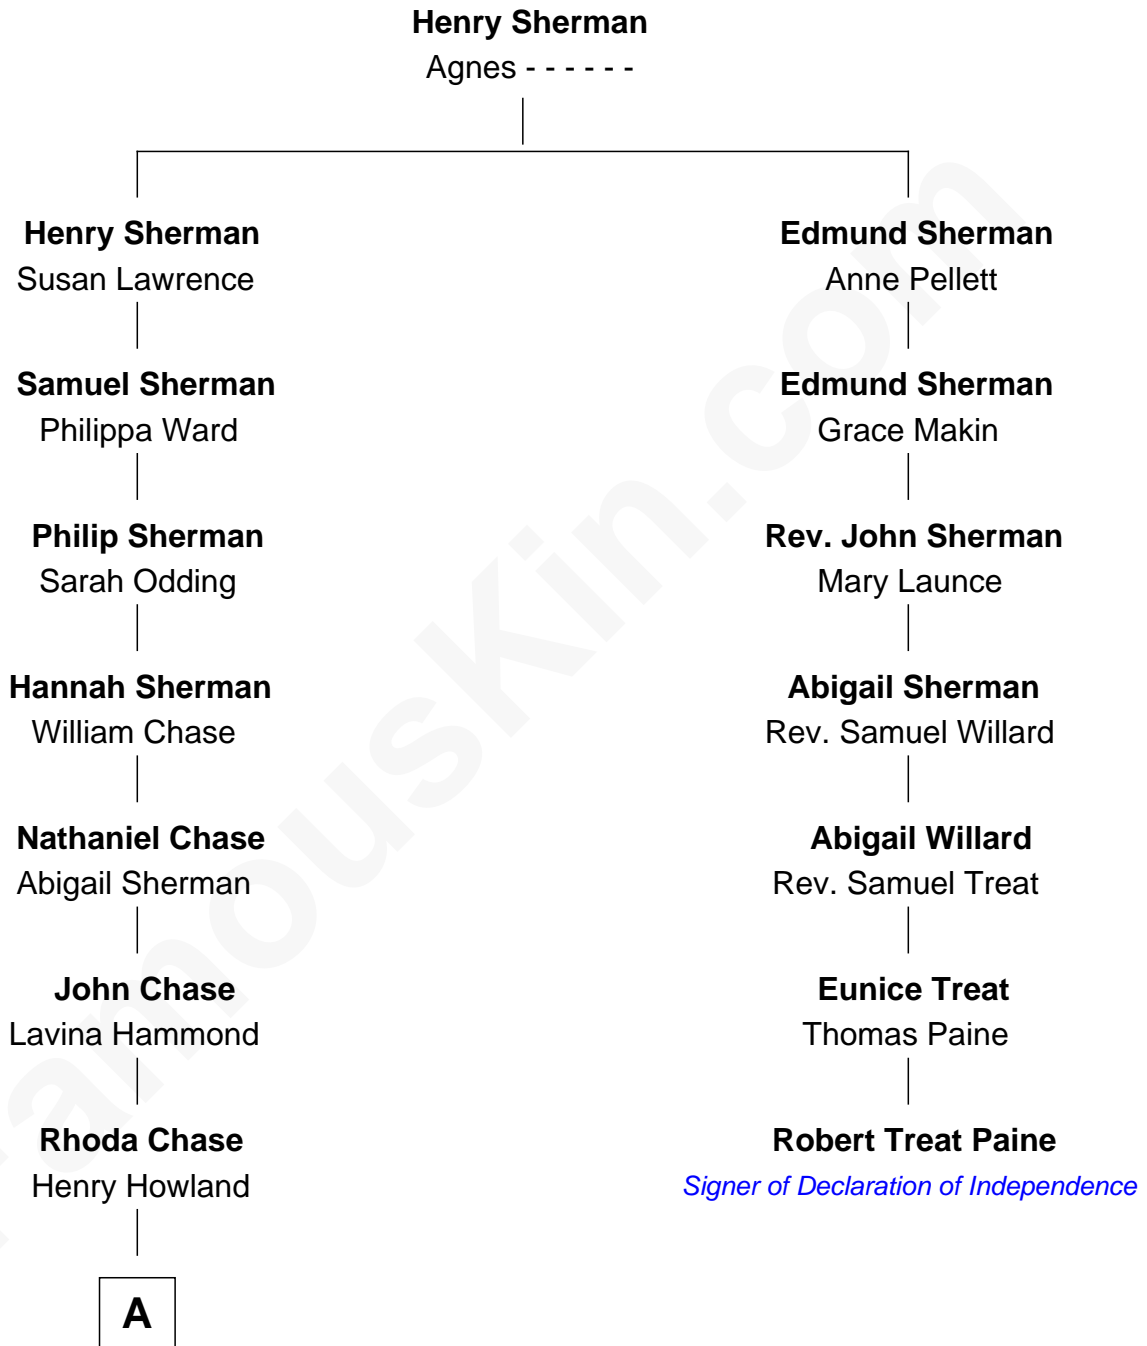 Henry Sherman
Agnes - - - - - -
Henry Sherman
Susan Lawrence
Edmund Sherman
Anne Pellett
Samuel Sherman
Philippa Ward
Edmund Sherman
Grace Makin
Philip Sherman
Sarah Odding
Rev. John Sherman
Mary Launce
Hannah Sherman
William Chase
Abigail Sherman
Rev. Samuel Willard
Nathaniel Chase
Abigail Sherman
Abigail Willard
Rev. Samuel Treat
John Chase
Lavina Hammond
Eunice Treat
Thomas Paine
Rhoda Chase
Henry Howland
Robert Treat Paine
Signer of Declaration of Independence
A
FamousKin.com